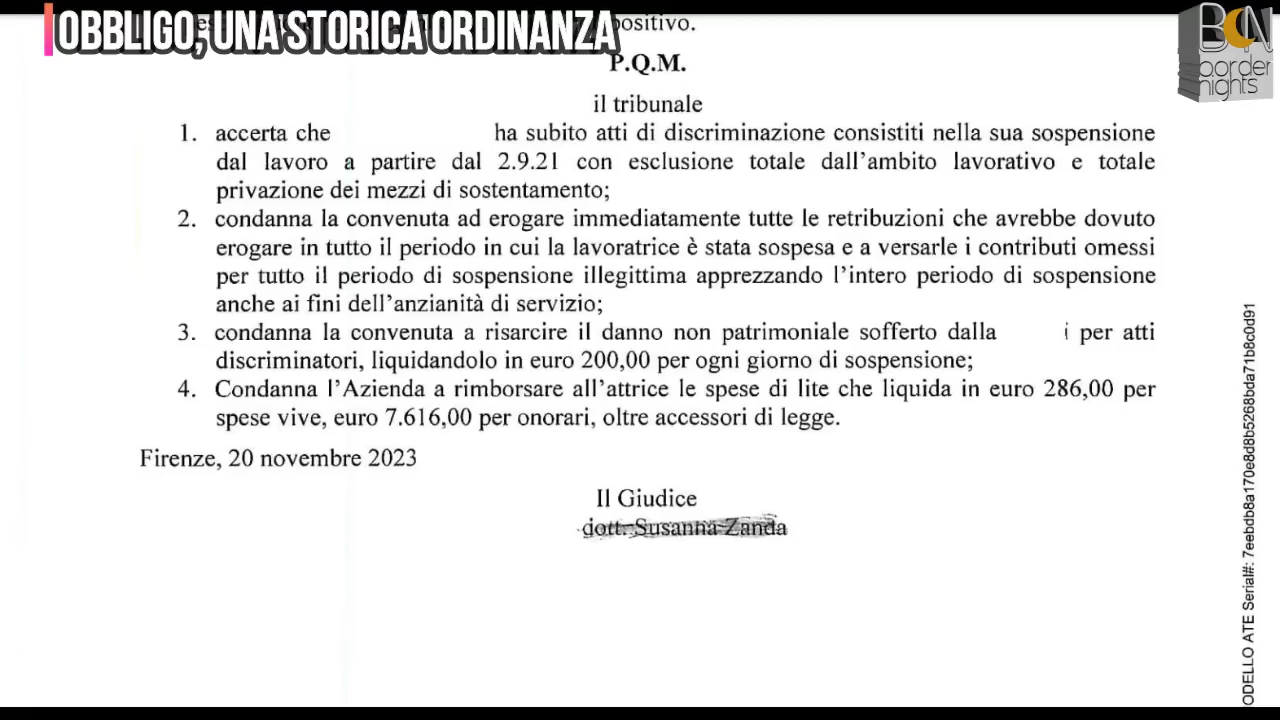 OBBLIGO, UNA STORICA ORDINANZA
BCN
border
nights
P.Q.M.
il tribunale
1. accerta che ha subito atti di discriminazione consistiti nella sua sospensione
dal lavoro a partire dal 2.9.21 con esclusione totale dall'ambito lavorativo e totale
privazione dei mezzi di sostentamento;
2. condanna la convenuta ad erogare immediatamente tutte le retribuzioni che avrebbe dovuto
erogare in tutto il periodo in cui la lavoratrice è stata sospesa e a versarle i contributi omessi
per tutto il periodo di sospensione illegittima apprezzando l'intero periodo di sospensione
anche ai fini dell'anzianità di servizio;
3. condanna la convenuta a risarcire il danno non patrimoniale sofferto dalla i per atti
discriminatori, liquidandolo in euro 200,00 per ogni giorno di sospensione;
4. Condanna l'Azienda a rimborsare all'attrice le spese di lite che liquida in euro 286,00 per
spese vive, euro 7.616,00 per onorari, oltre accessori di legge.
Firenze, 20 novembre 2023
Il Giudice
dott. Susanna Zanda
ODELLO ATE Serial#: 7eebdb8a170e8d8b5268bda71b8c0d91